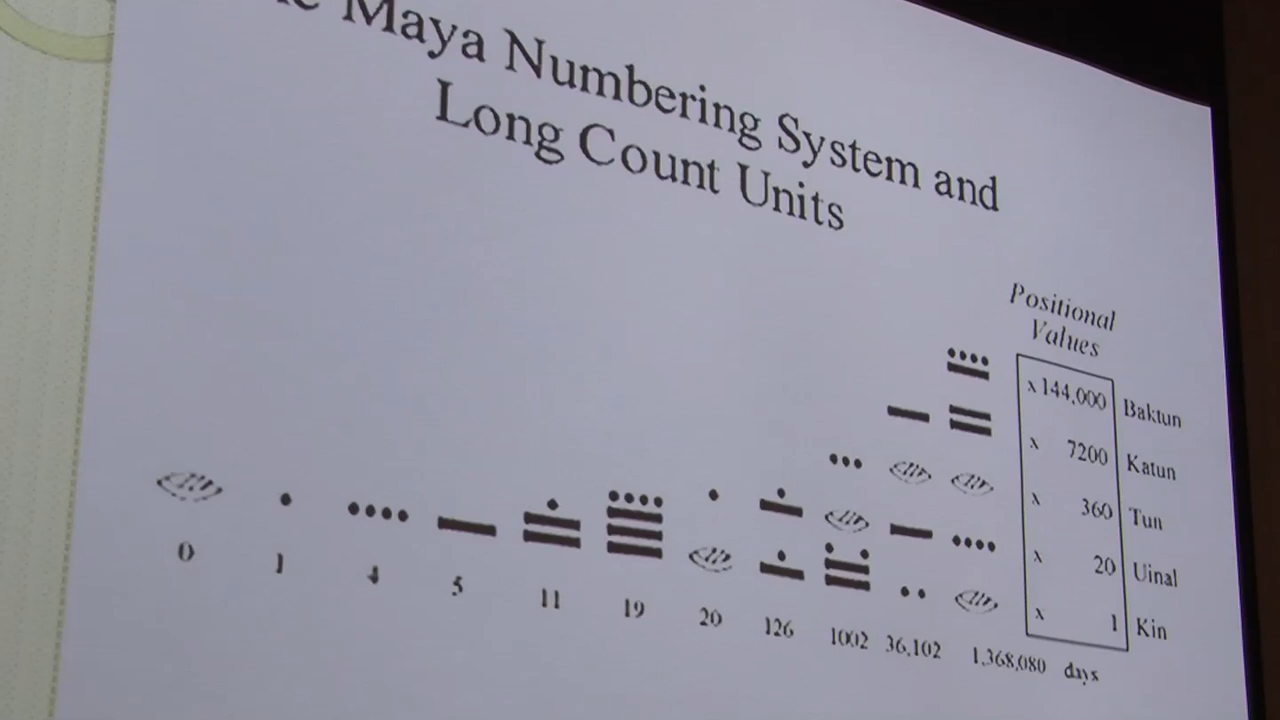 Maya Numbering System and
Long Count Units
Positional
Values
x 144,000 Baktun
x 7200 Katun
x 360 Tun
x 20 Uinal
x 1 Kin
0 1 4 5 11 19 20 126 1002 36,102 1,368,080 days